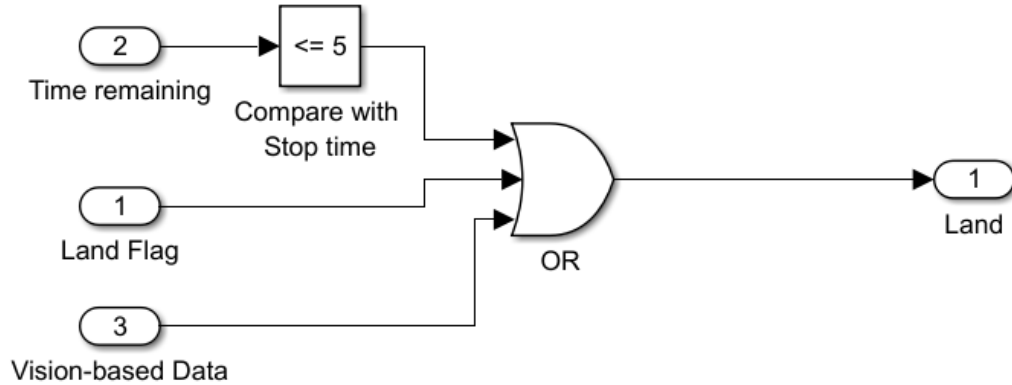 2
Time remaining
<= 5
Compare with
Stop time
1
Land Flag
3
Vision-based Data
OR
1
Land